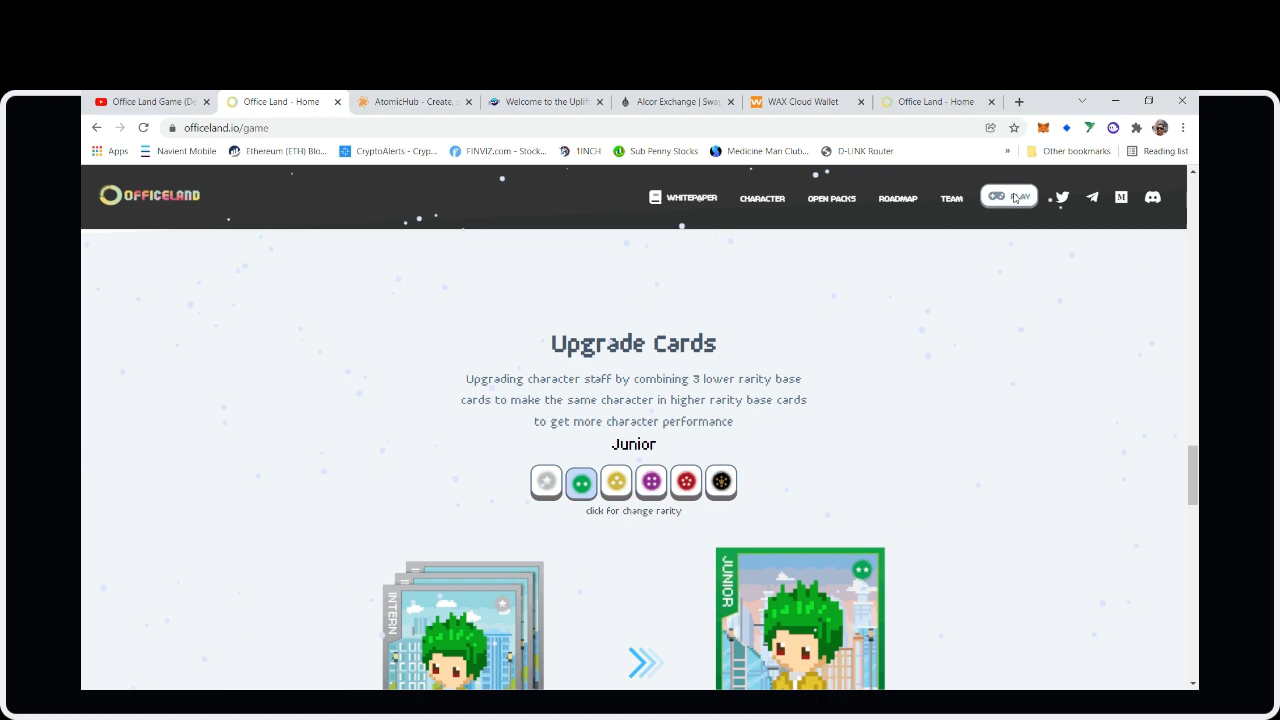 Office Land Game (D
Office Land - Home
AtomicHub - Create,
Welcome to the Uplif
Alcor Exchange | Swa
WAX Cloud Wallet
Office Land - Home
officeland.io/game
Apps
Navient Mobile
Ethereum (ETH) Blo...
CryptoAlerts - Cryp...
FINVIZ.com - Stock...
1INCH
Sub Penny Stocks
Medicine Man Club...
D-LINK Router
»
Other bookmarks
Reading list
OFFICELAND
WHITEPAPER
CHARACTER
OPEN PACKS
ROADMAP
TEAM
PLAY
Upgrade Cards
Upgrading character staff by combining 3 lower rarity base
cards to make the same character in higher rarity base cards
to get more character performance
Junior
click for change rarity
INTERN
JUNIOR